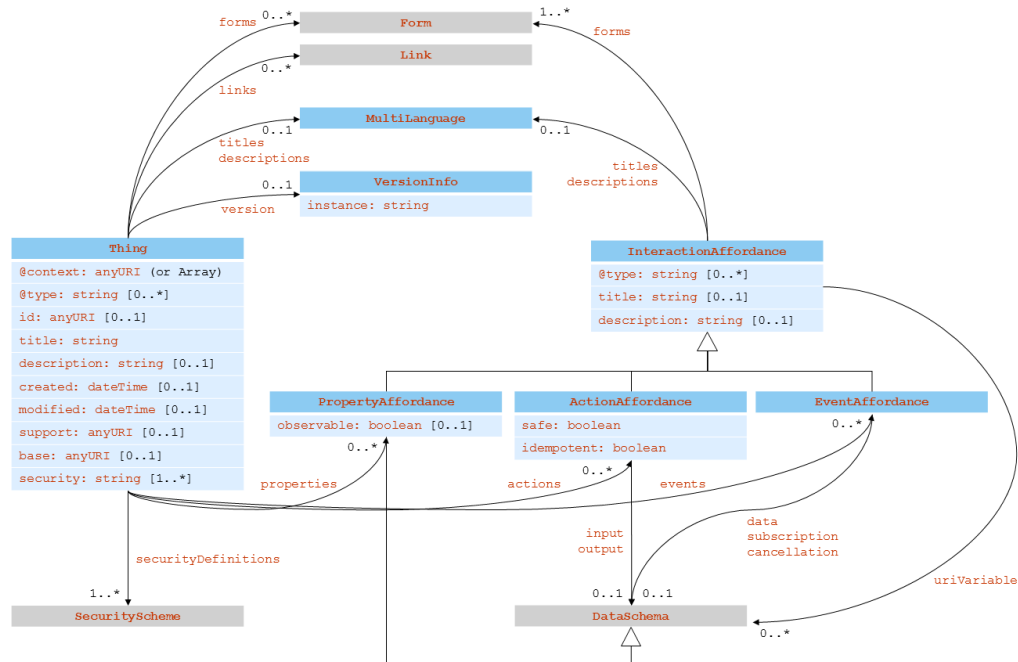 forms 0..* Form 1..* forms
Link
0..*
links
MultiLanguage
0..1 0..1
titles
descriptions
titles
descriptions
VersionInfo
0..1
instance: string
version
Thing
@context: anyURI (or Array)
@type: string [0..*]
id: anyURI [0..1]
title: string
description: string [0..1]
created: dateTime [0..1]
modified: dateTime [0..1]
support: anyURI [0..1]
base: anyURI [0..1]
security: string [1..*]
InteractionAffordance
@type: string [0..*]
title: string [0..1]
description: string [0..1]
PropertyAffordance
observable: boolean [0..1]
0..*
ActionAffordance
safe: boolean
idempotent: boolean
0..*
EventAffordance
0..*
properties
actions
events
securityDefinitions
input
output
data
subscription
cancellation
uriVariable
1..*
SecurityScheme
0..1 0..1
DataSchema
0..*